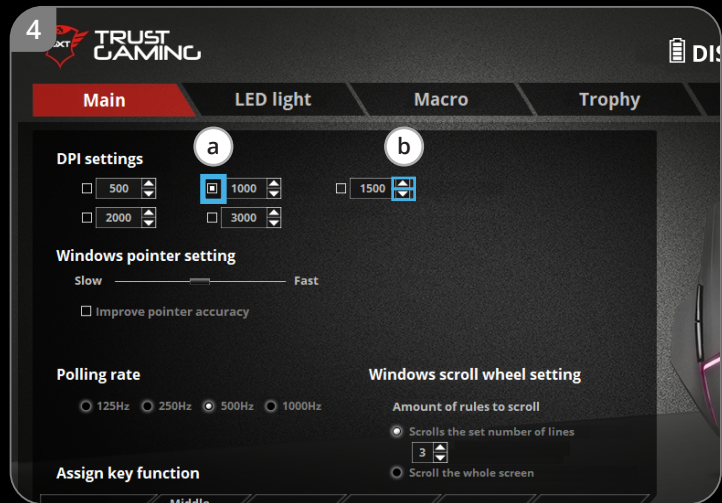 4
GXT TRUST
GAMING
DIS
Main LED light Macro Trophy
a b
DPI settings
500 1000 1500
2000 3000
Windows pointer setting
Slow Fast
Improve pointer accuracy
Polling rate Windows scroll wheel setting
125Hz 250Hz 500Hz 1000Hz Amount of rules to scroll
Scrolls the set number of lines
3
Scroll the whole screen
Assign key function
Middle